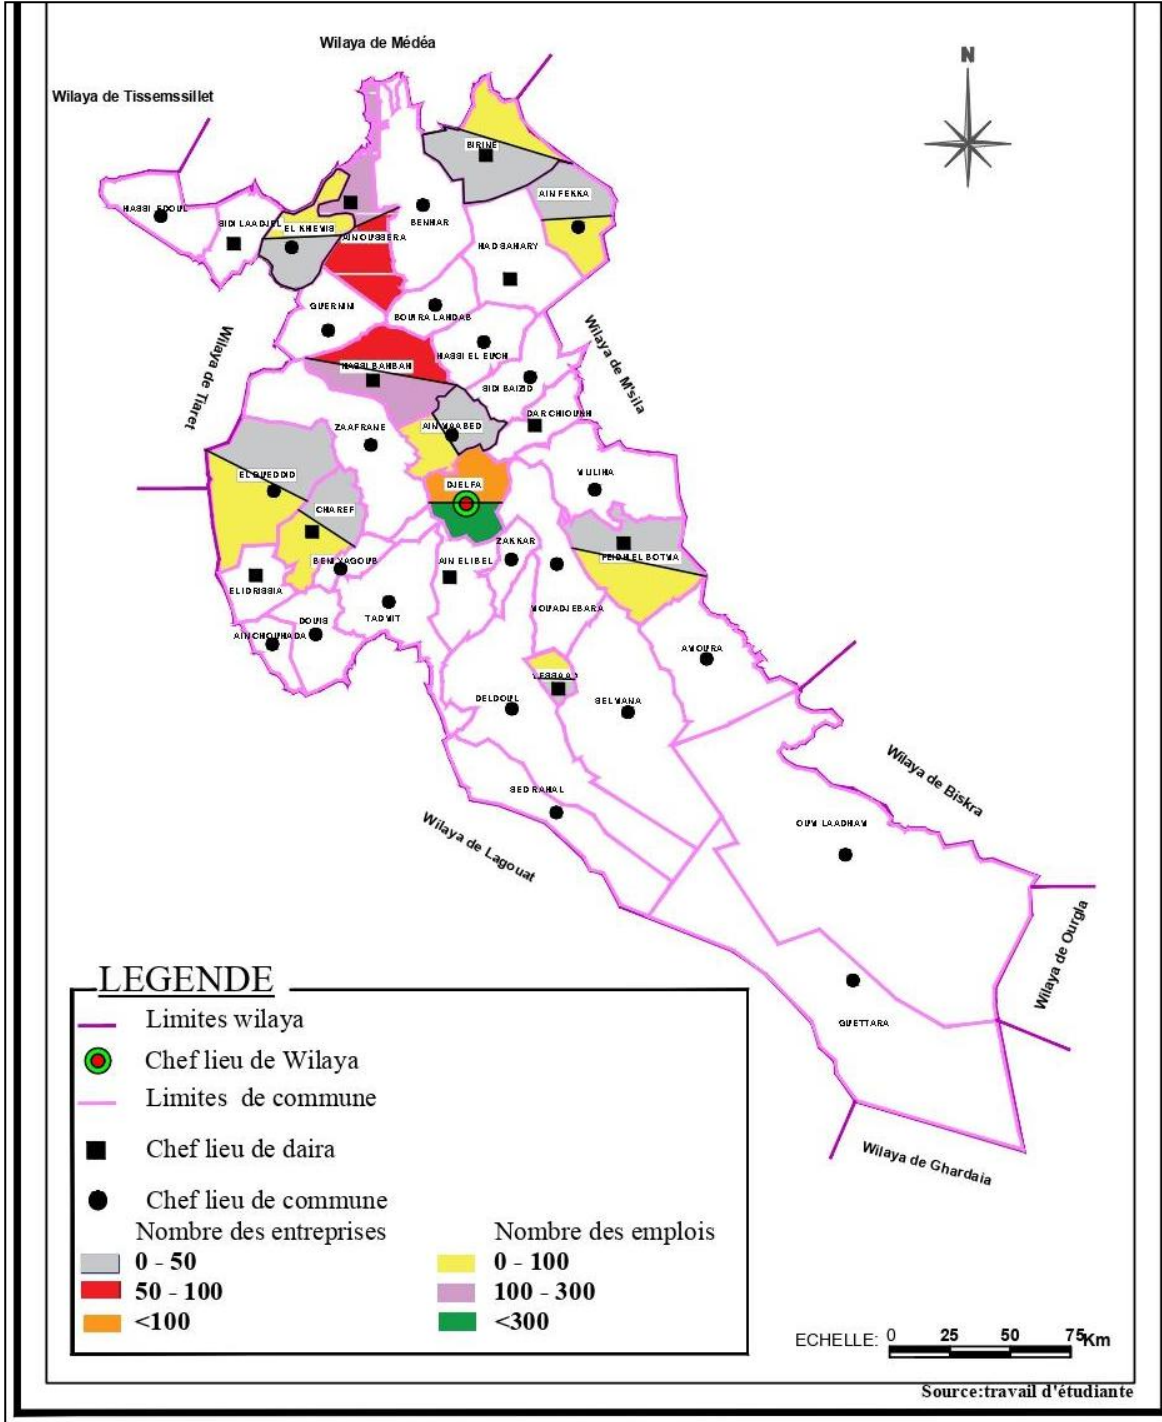 Wilaya de Médéa
N
Wilaya de Tissemssillet
BIRINE
AIN FEKKA
HASSI FDOUL
SIDI LAADJEL
EL KHEMIS
AIN OUSSERA
BENHAR
HAD SAHARY
GUERNINI
BOUIRA LAHDAB
HASSI EL EUCH
HASSI BAHBAH
SIDI BAIZID
Wilaya de Tiaret
Wilaya de M'sila
DAR CHIOUKH
ZAAFRANE
AIN MAABED
EL GUEDDID
DJELFA
MLILIHA
CHAREF
ZAKKAR
BENI YAGOUB
AIN EL IBEL
FEIDH EL BOTMA
EL IDRISSIA
MOUADJEBARA
DOUIS
TADMIT
AIN CHOUHADA
AMOURA
DELDOUL
SELMANA
SED RAHAL
Wilaya de Biskra
OUM LAADHAM
Wilaya de Lagouat
Wilaya de Ourgla
GUETTARA
Wilaya de Ghardaia
LEGENDE
Limites wilaya
Chef lieu de Wilaya
Limites de commune
Chef lieu de daira
Chef lieu de commune
Nombre des entreprises
0 - 50
50 - 100
<100
Nombre des emplois
0 - 100
100 - 300
<300
ECHELLE: 0 25 50 75 Km
Source:travail d'étudiante